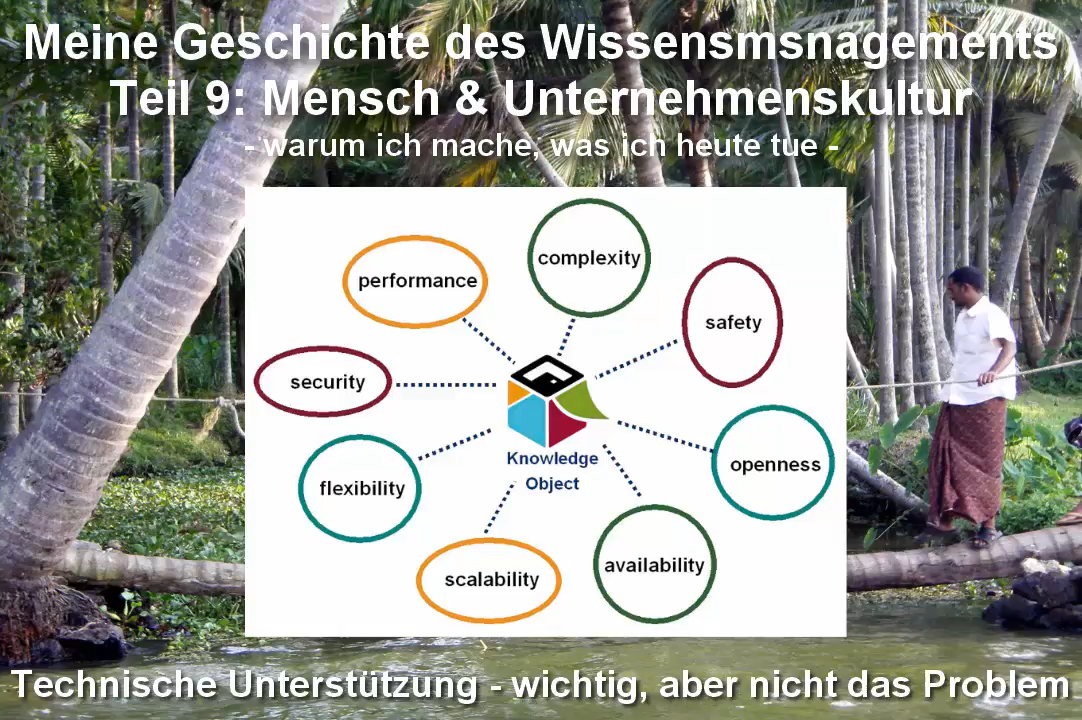 Meine Geschichte des Wissensmsnagements
Teil 9: Mensch & Unternehmenskultur
- warum ich mache, was ich heute tue -
complexity
performance
safety
security
Knowledge
Object
openness
flexibility
availability
scalability
Technische Unterstützung - wichtig, aber nicht das Problem